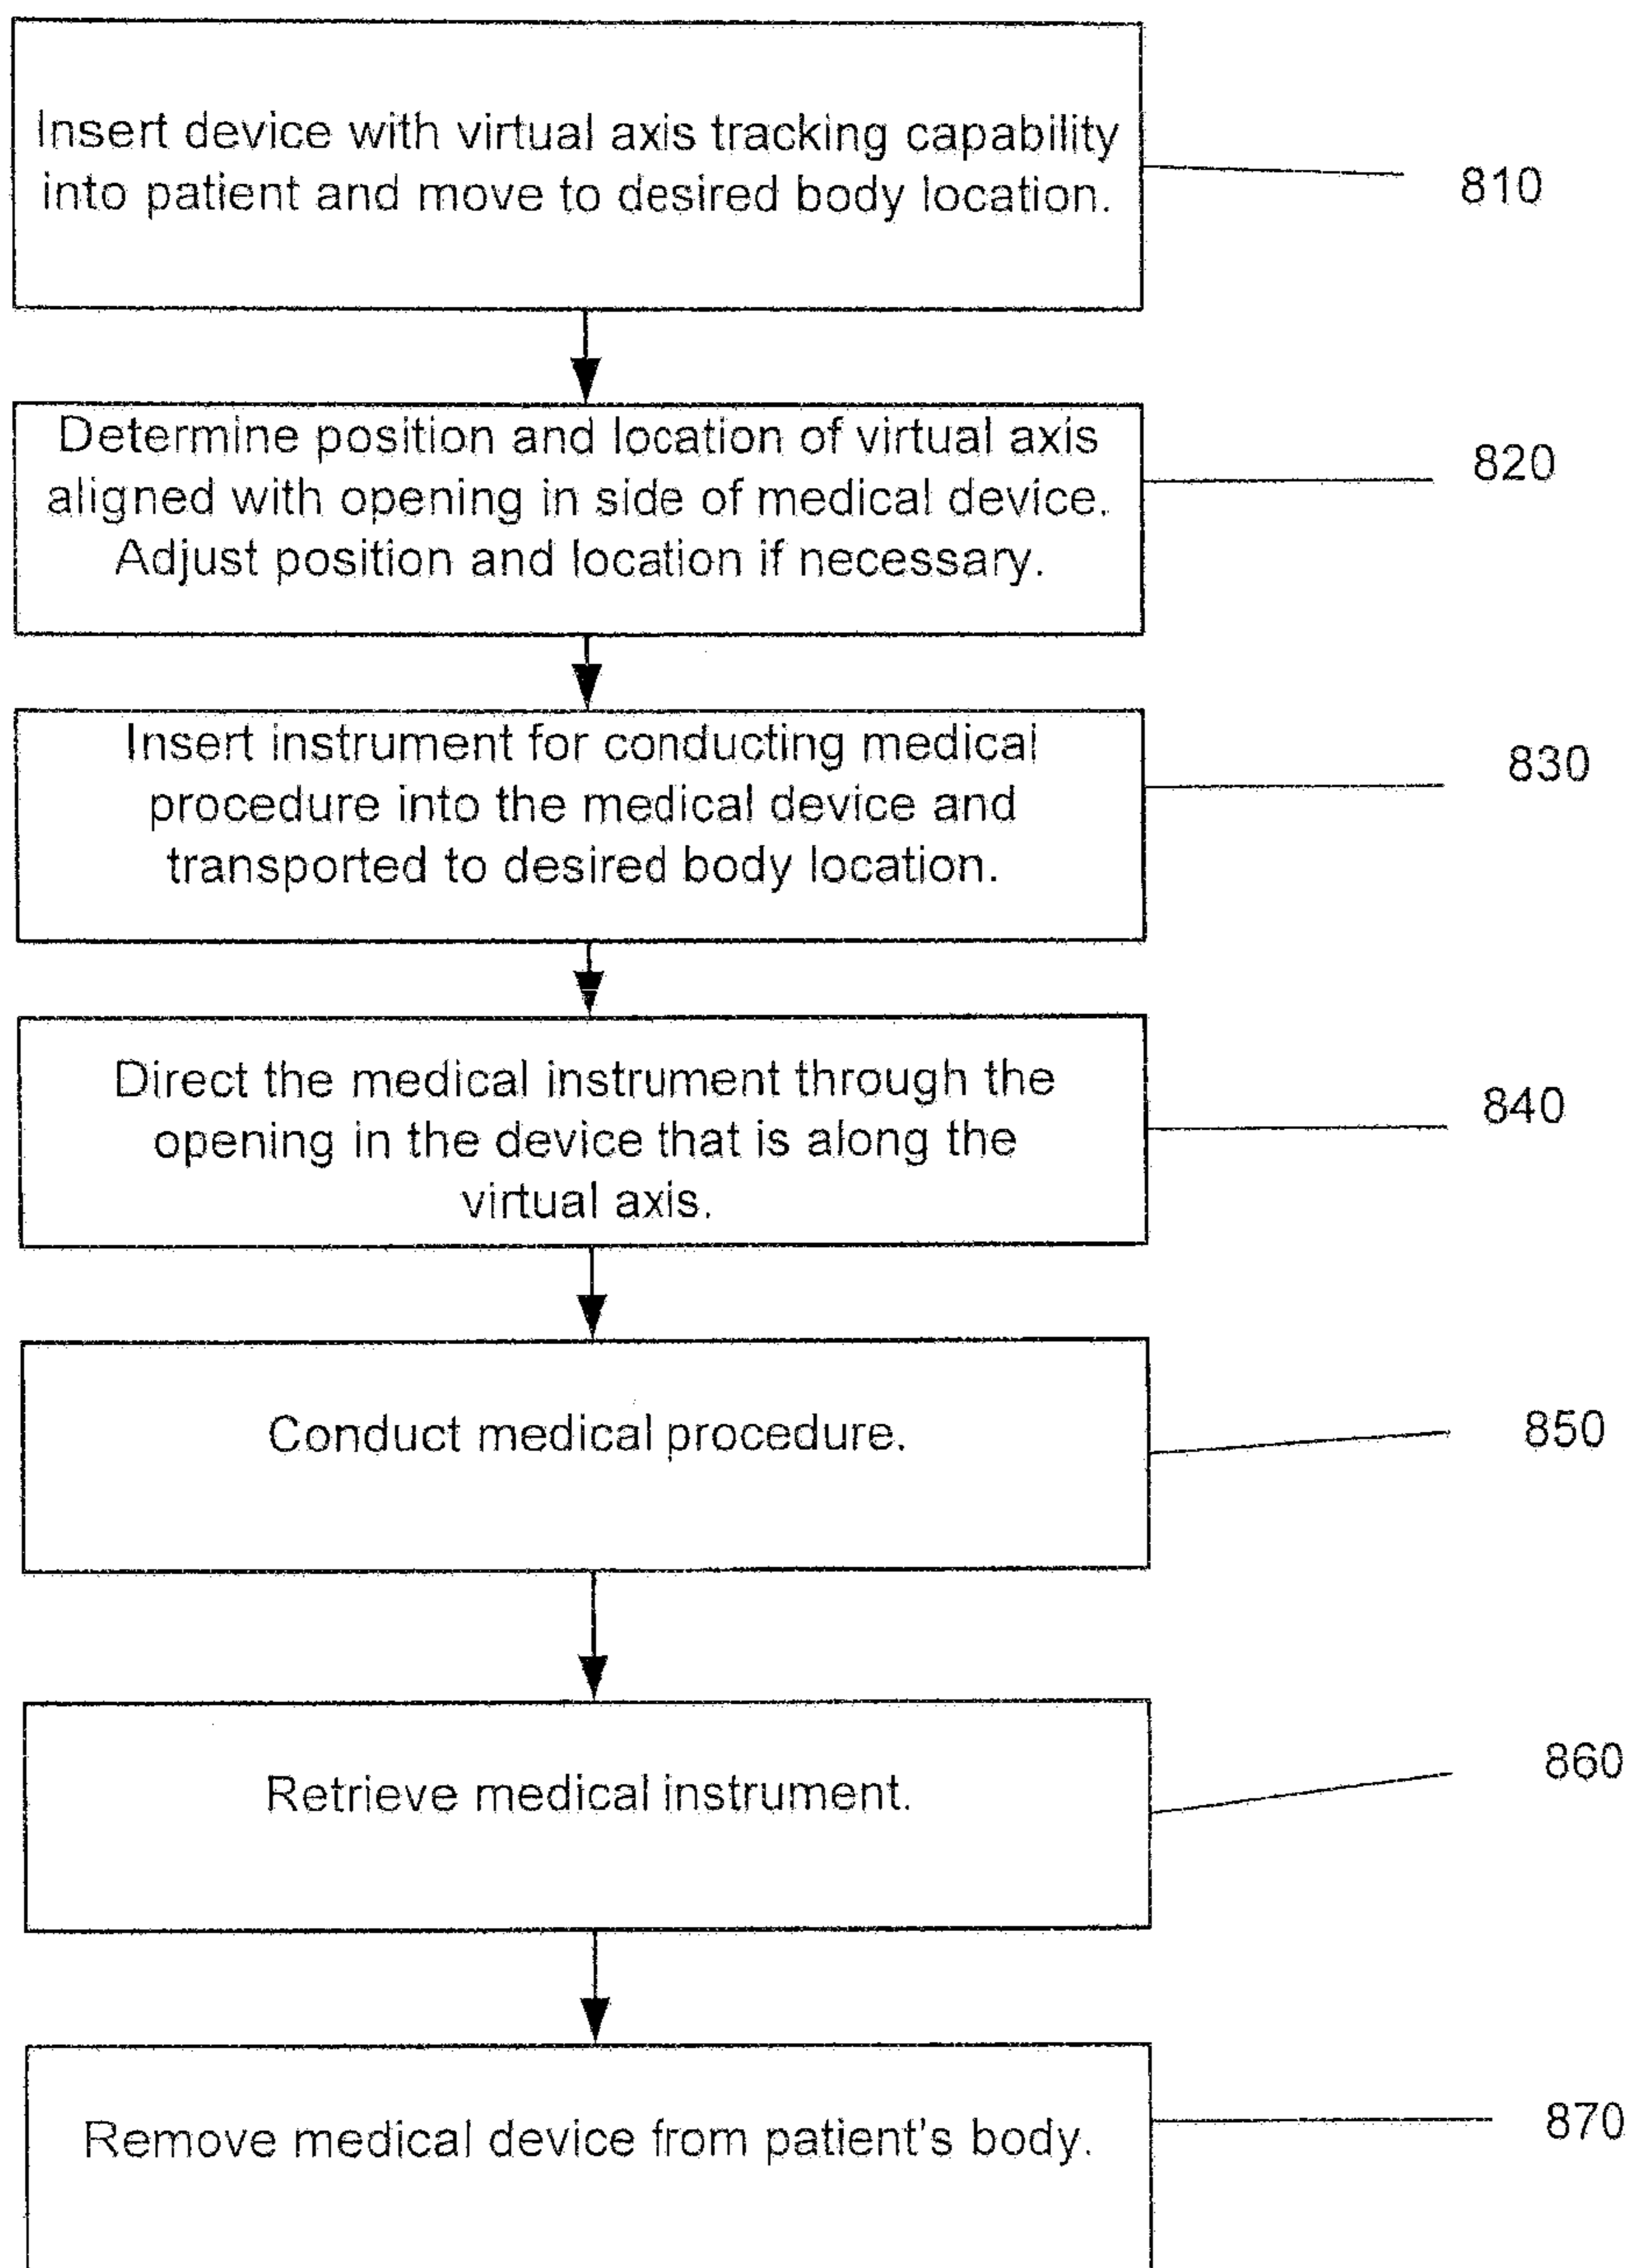 Insert device with virtual axis tracking capability
into patient and move to desired body location.
810
Determine position and location of virtual axis
aligned with opening in side of medical device.
Adjust position and location if necessary.
820
Insert instrument for conducting medical
procedure into the medical device and
transported to desired body location.
830
Direct the medical instrument through the
opening in the device that is along the
virtual axis.
840
Conduct medical procedure.
850
Retrieve medical instrument.
860
Remove medical device from patient's body.
870